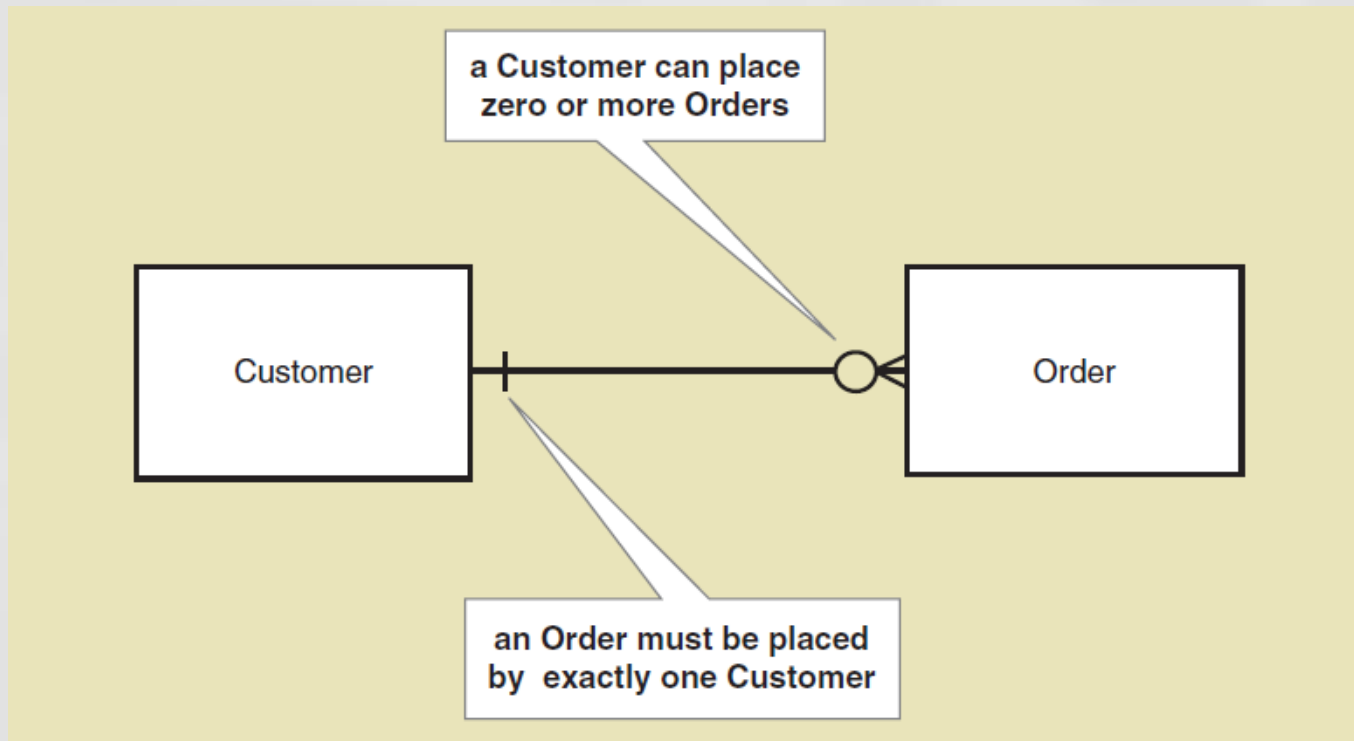 a Customer can place
zero or more Orders
Customer
Order
an Order must be placed
by exactly one Customer